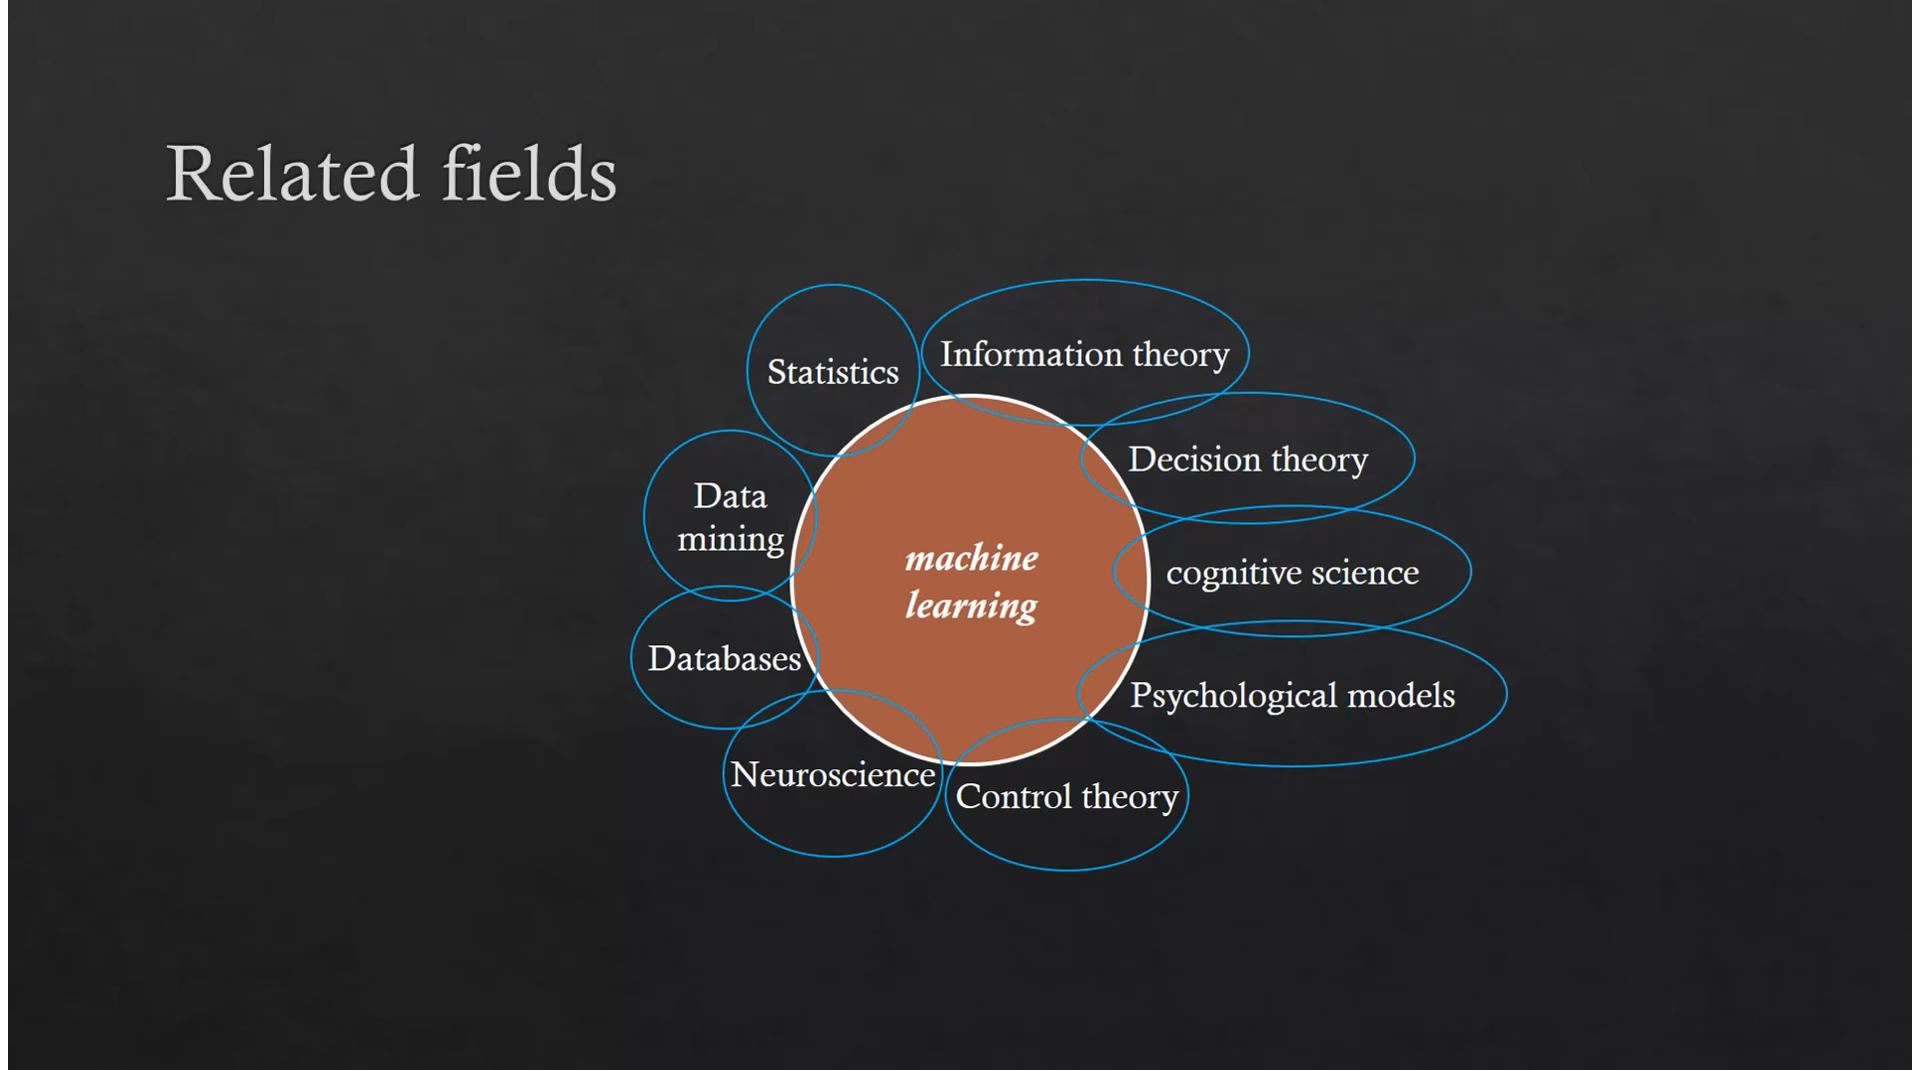 Related fields
Statistics
Information theory
Decision theory
Data
mining
machine
learning
cognitive science
Databases
Psychological models
Neuroscience
Control theory